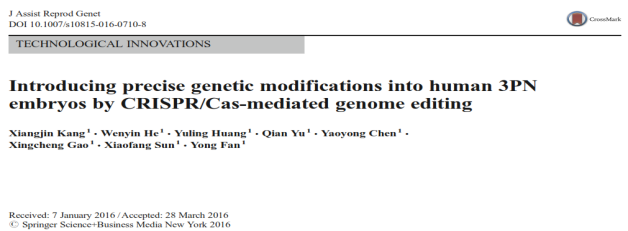 J Assist Reprod Genet
DOI 10.1007/s10815-016-0710-8
CrossMark
TECHNOLOGICAL INNOVATIONS
Introducing precise genetic modifications into human 3PN
embryos by CRISPR/Cas-mediated genome editing
Xiangjin Kang¹ · Wenyin He¹ · Yuling Huang¹ · Qian Yu¹ · Yaoyong Chen¹ ·
Xingcheng Gao¹ · Xiaofang Sun¹ · Yong Fan¹
Received: 7 January 2016 / Accepted: 28 March 2016
© Springer Science+Business Media New York 2016